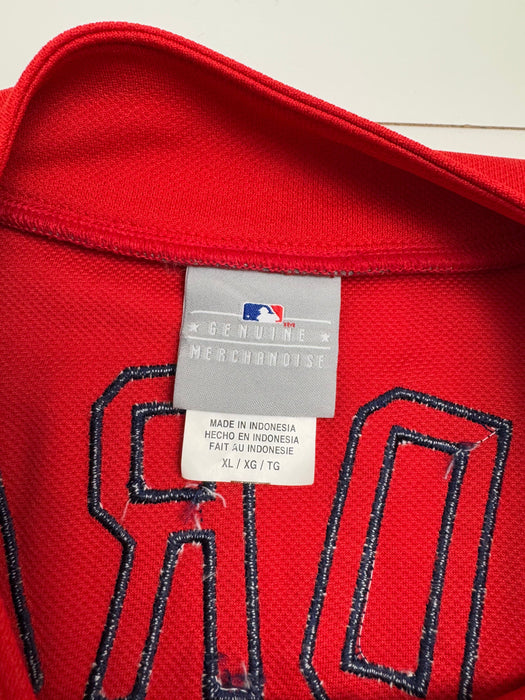 GENUINE
MERCHANDISE
MADE IN INDONESIA
HECHO EN INDONESIA
FAIT AU INDONESIE
XL / XG / TG